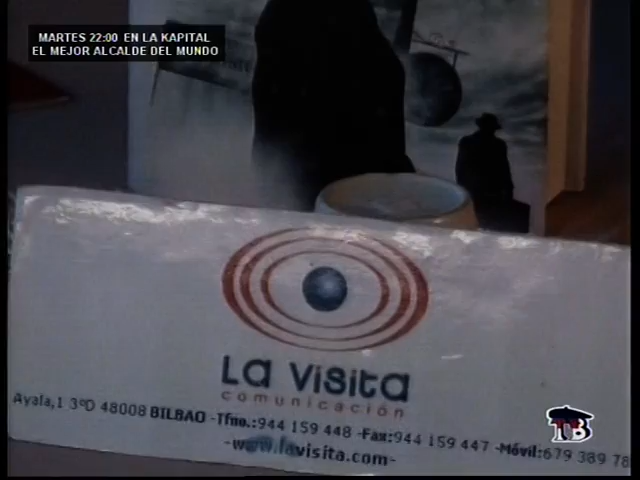 MARTES 22:00 EN LA KAPITAL
EL MEJOR ALCALDE DEL MUNDO
La Visita
comunicación
Ayala,1 3ºD 48008 BILBAO -Tfno.:944 159 448 -Fax:944 159 447 -Móvil:679 389 78
-www.lavisita.com-
TB